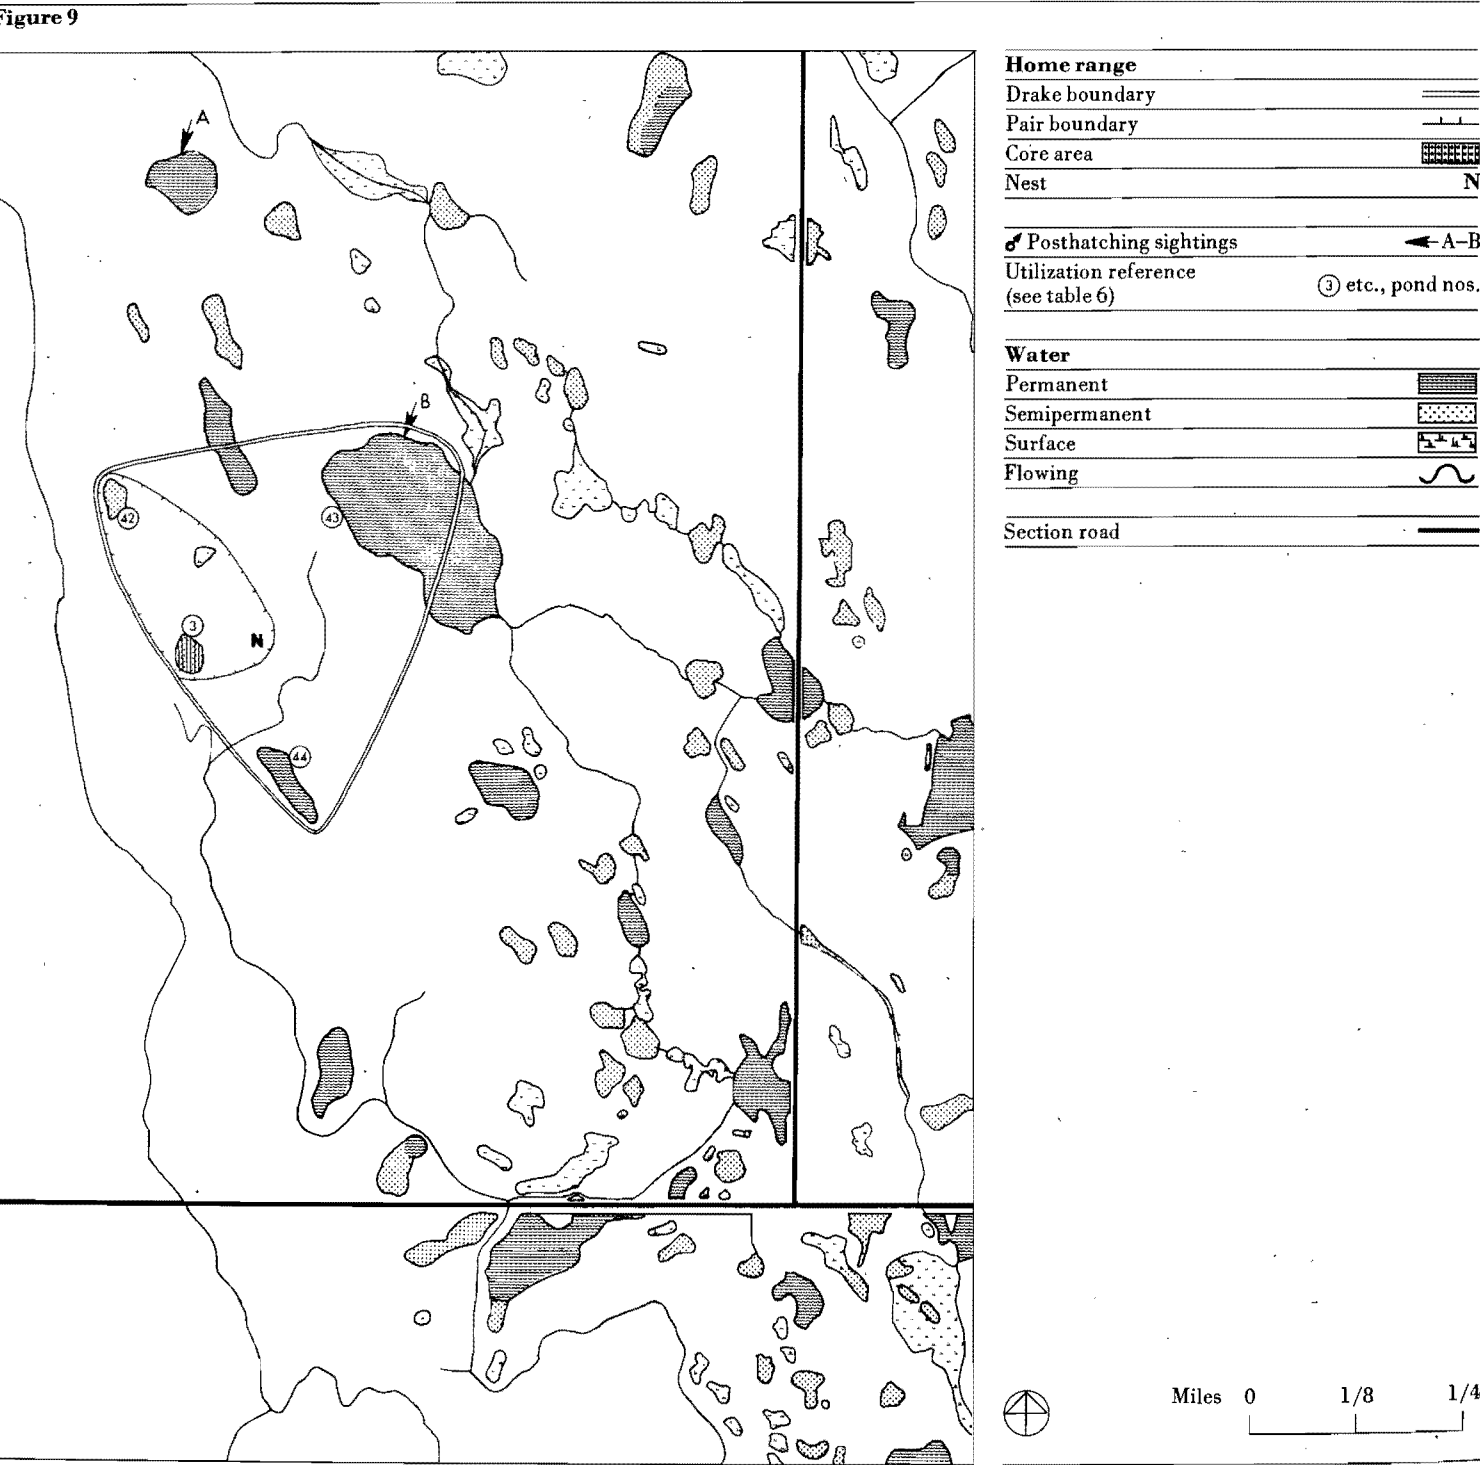 Figure 9
A
B
42
43
3
N
44
Home range
Drake boundary
Pair boundary
Core area
Nest N
♂ Posthatching sightings A–B
Utilization reference
(see table 6) 3 etc., pond nos.
Water
Permanent
Semipermanent
Surface
Flowing
Section road
Miles 0 1/8 1/4